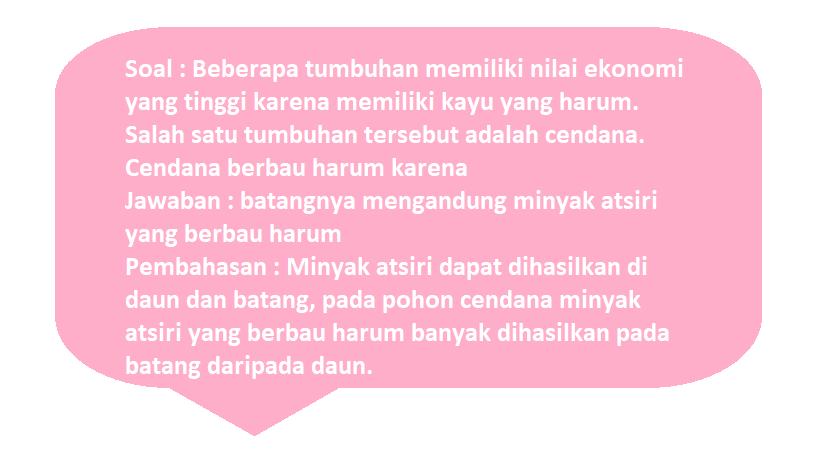 Soal : Beberapa tumbuhan memiliki nilai ekonomi
yang tinggi karena memiliki kayu yang harum.
Salah satu tumbuhan tersebut adalah cendana.
Cendana berbau harum karena
Jawaban : batangnya mengandung minyak atsiri
yang berbau harum
Pembahasan : Minyak atsiri dapat dihasilkan di
daun dan batang, pada pohon cendana minyak
atsiri yang berbau harum banyak dihasilkan pada
batang daripada daun.